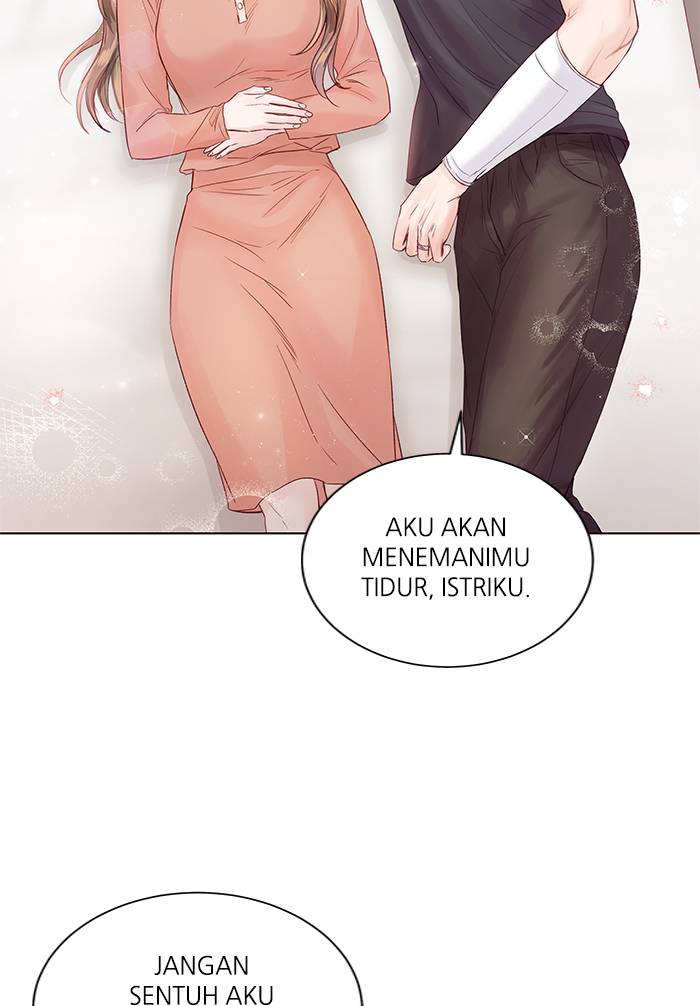 AKU AKAN
MENEMANIMU
TIDUR, ISTRIKU.
JANGAN
SENTUH AKU